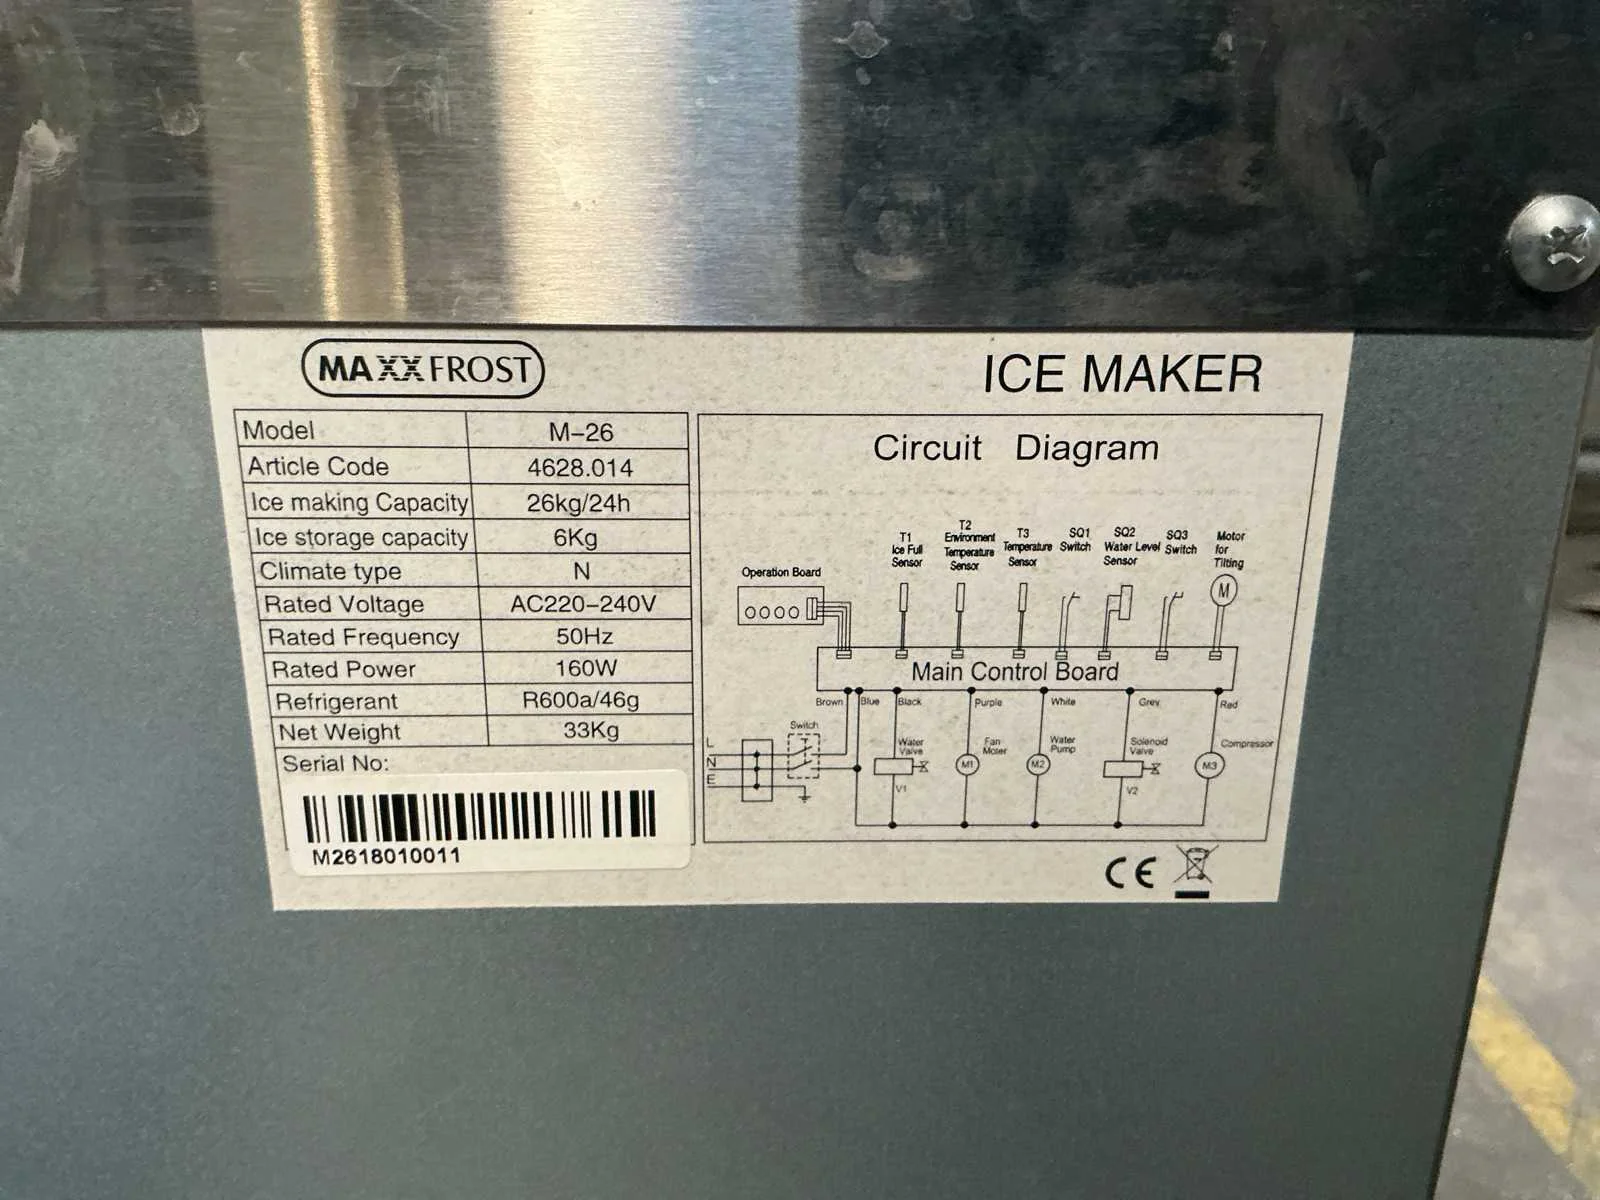 MAXXFROST
ICE MAKER
Model M-26
Article Code 4628.014
Ice making Capacity 26kg/24h
Ice storage capacity 6Kg
Climate type N
Rated Voltage AC220-240V
Rated Frequency 50Hz
Rated Power 160W
Refrigerant R600a/46g
Net Weight 33Kg
Serial No:
M2618010011
Circuit Diagram
Operation Board
T1 Ice Full Sensor
T2 Environment Temperature Sensor
T3 Temperature Sensor
SQ1 Switch
SQ2 Water Level Sensor
SQ3 Switch
Motor for Tilting
M
Main Control Board
Brown Blue Black Purple White Grey Red
Switch
L
N
E
Water Valve
V1
Fan Moter
M1
Water Pump
M2
Solenoid Valve
V2
Compressor
M3
CE